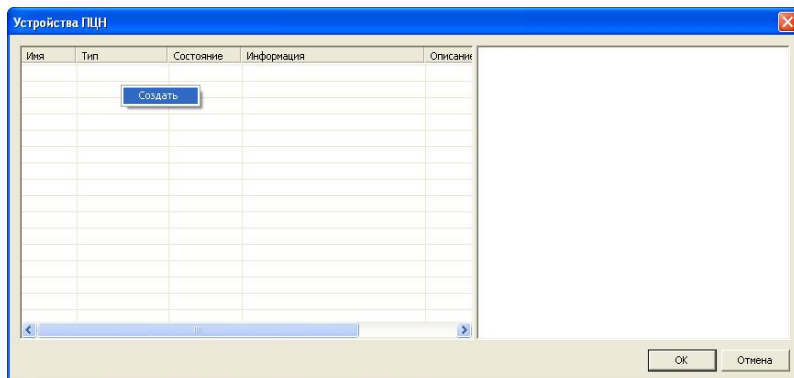 Устройства ПЦН
Имя Тип Состояние Информация Описание
Создать
OK Отмена